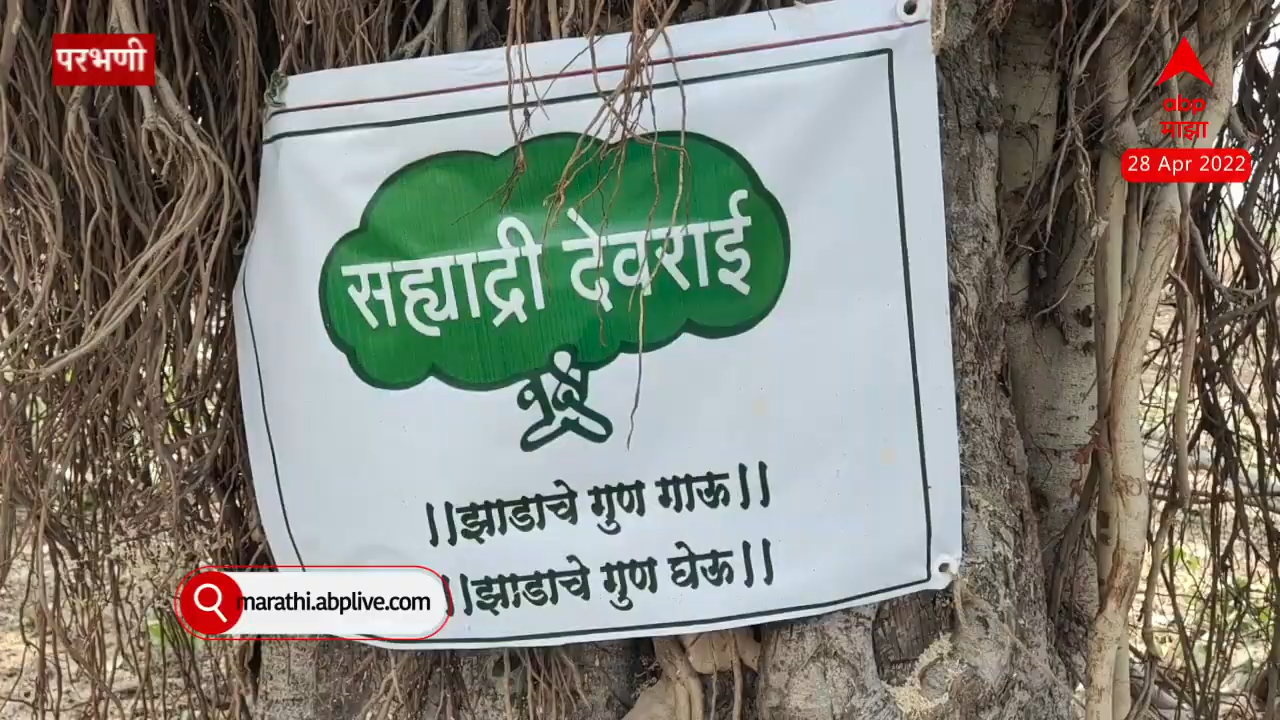 परभणी
abp
माझा
28 Apr 2022
सह्याद्री देवराई
वृक्ष
||झाडाचे गुण गाऊ||
||झाडाचे गुण घेऊ||
marathi.abplive.com